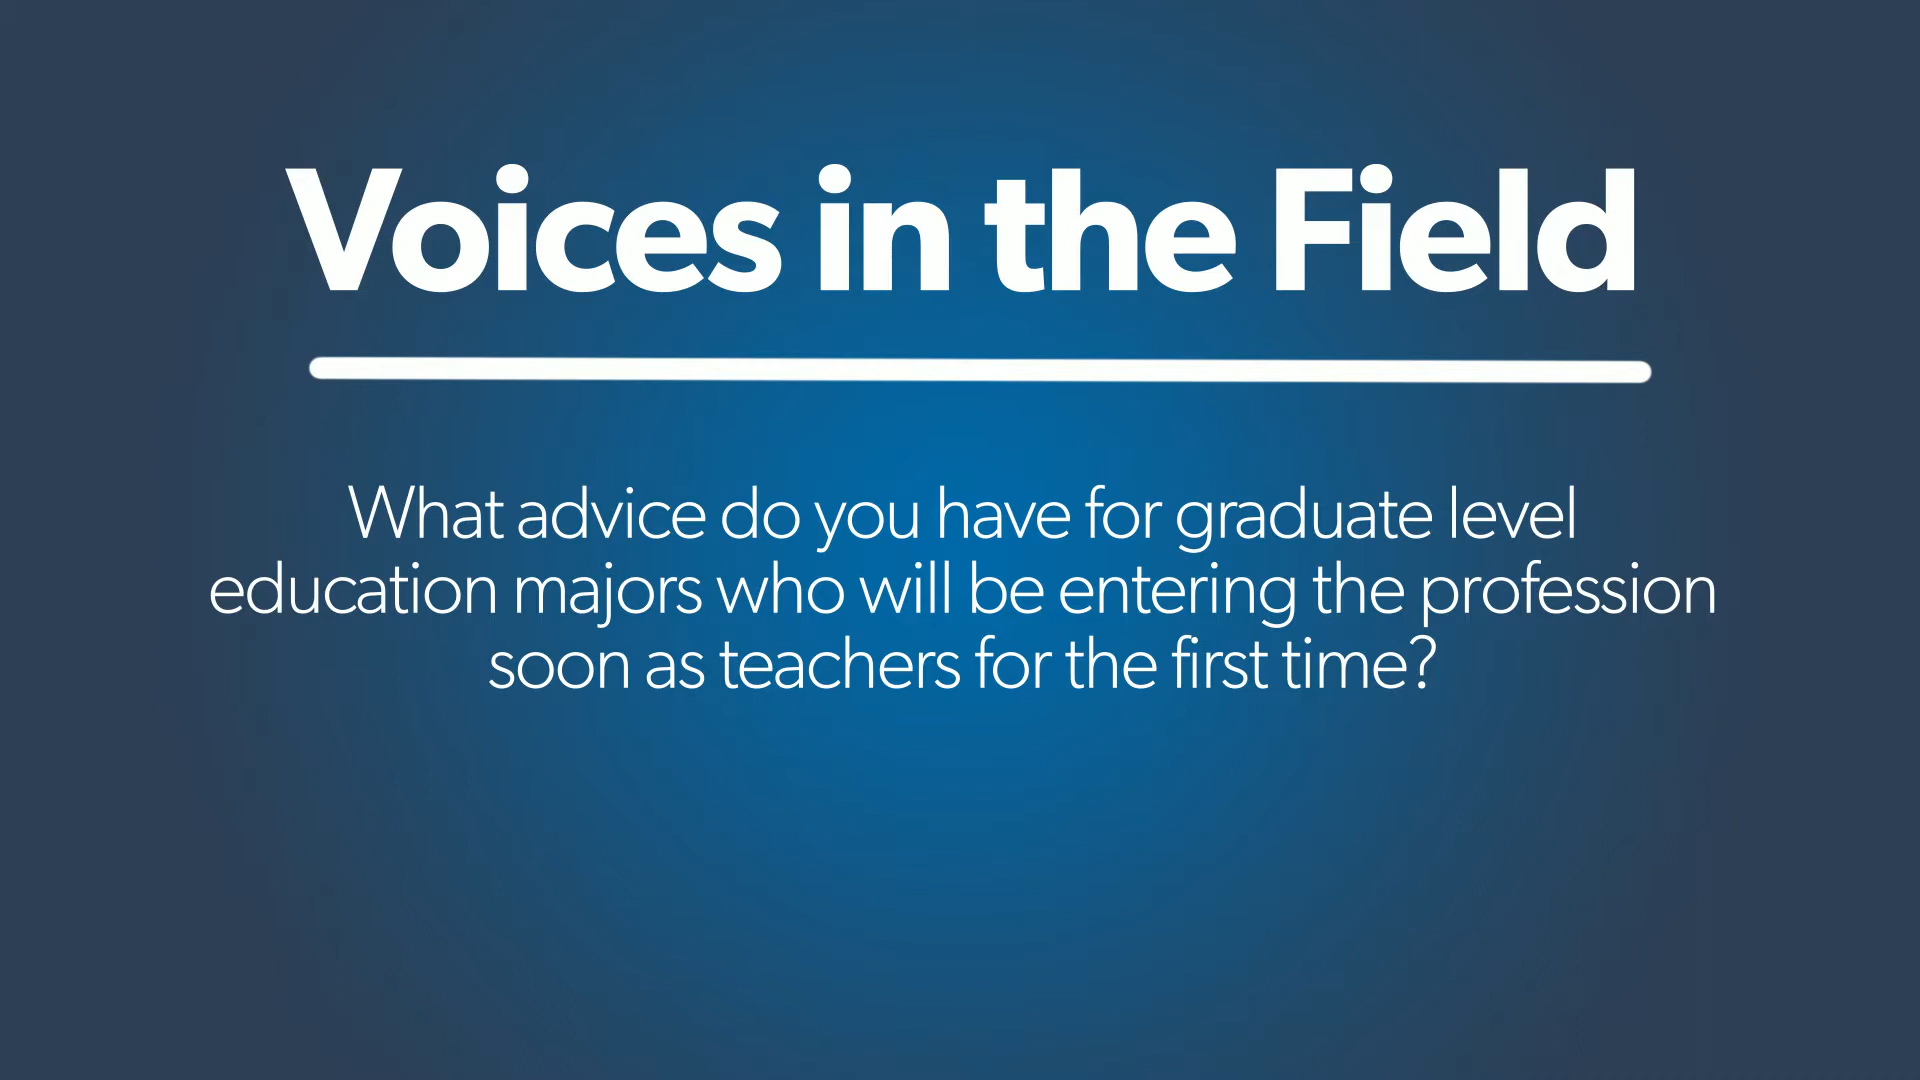 Voices in the Field
What advice do you have for graduate level
education majors who will be entering the profession
soon as teachers for the first time?